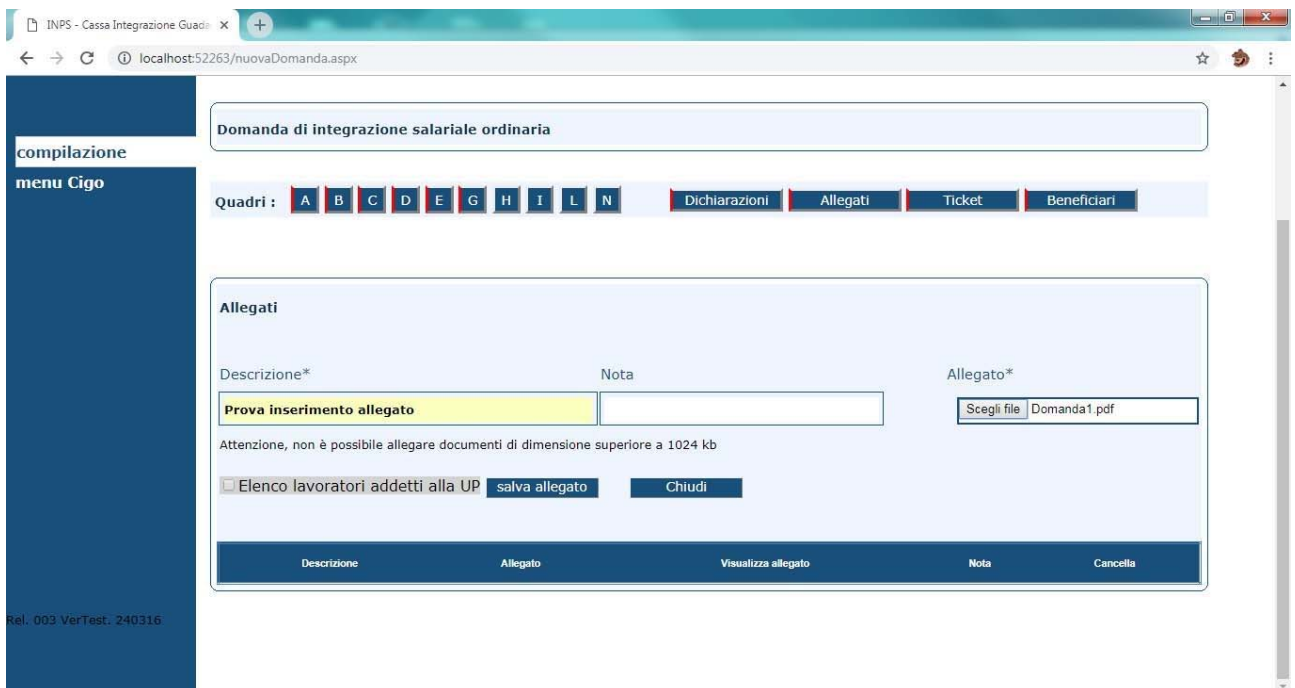 INPS - Cassa Integrazione Guada
localhost:52263/nuovaDomanda.aspx
compilazione
menu Cigo
Domanda di integrazione salariale ordinaria
Quadri : A B C D E G H I L N Dichiarazioni Allegati Ticket Beneficiari
Allegati
Descrizione* Nota Allegato*
Prova inserimento allegato Scegli file Domanda1.pdf
Attenzione, non è possibile allegare documenti di dimensione superiore a 1024 kb
Elenco lavoratori addetti alla UP salva allegato Chiudi
Descrizione Allegato Visualizza allegato Nota Cancella
Rel. 003 VerTest. 240316